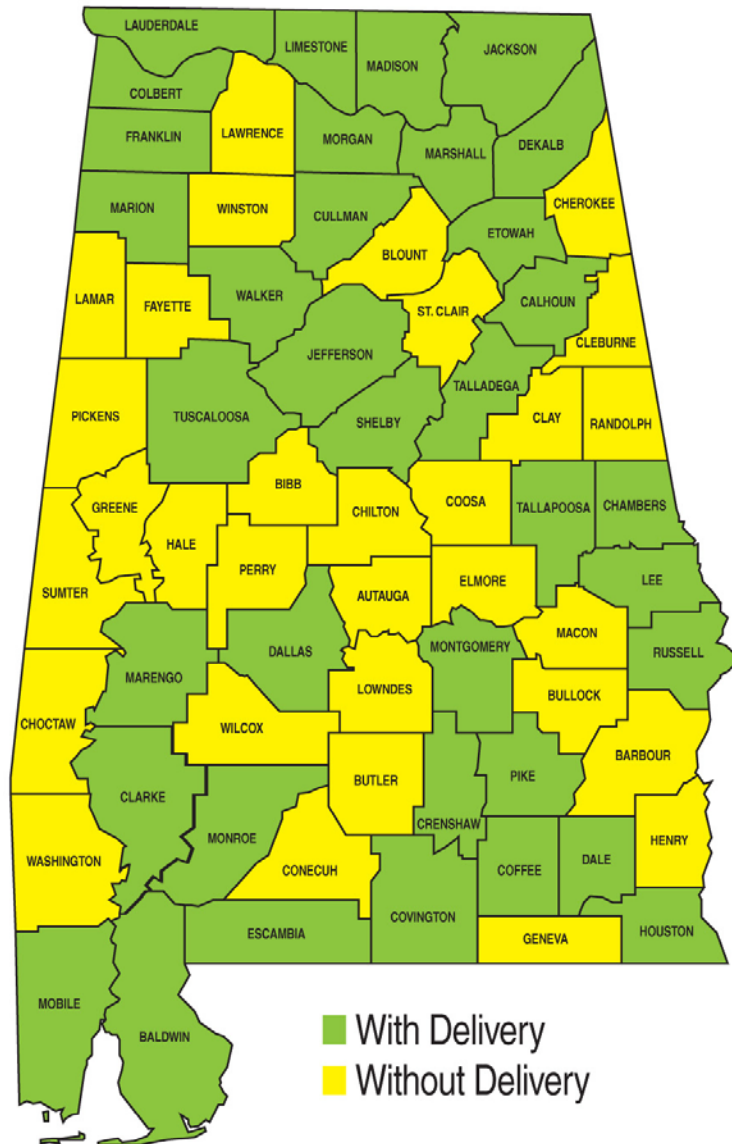 LAUDERDALE
LIMESTONE
MADISON
JACKSON
COLBERT
FRANKLIN
LAWRENCE
MORGAN
MARSHALL
DEKALB
MARION
WINSTON
CULLMAN
CHEROKEE
ETOWAH
BLOUNT
LAMAR
FAYETTE
WALKER
ST. CLAIR
CALHOUN
CLEBURNE
JEFFERSON
TALLADEGA
PICKENS
TUSCALOOSA
SHELBY
CLAY
RANDOLPH
BIBB
GREENE
HALE
CHILTON
COOSA
TALLAPOOSA
CHAMBERS
SUMTER
PERRY
AUTAUGA
ELMORE
LEE
MACON
MARENGO
DALLAS
MONTGOMERY
RUSSELL
LOWNDES
BULLOCK
CHOCTAW
WILCOX
BARBOUR
CLARKE
BUTLER
PIKE
CRENSHAW
MONROE
HENRY
WASHINGTON
CONECUH
COFFEE
DALE
ESCAMBIA
COVINGTON
GENEVA
HOUSTON
MOBILE
BALDWIN
With Delivery
Without Delivery